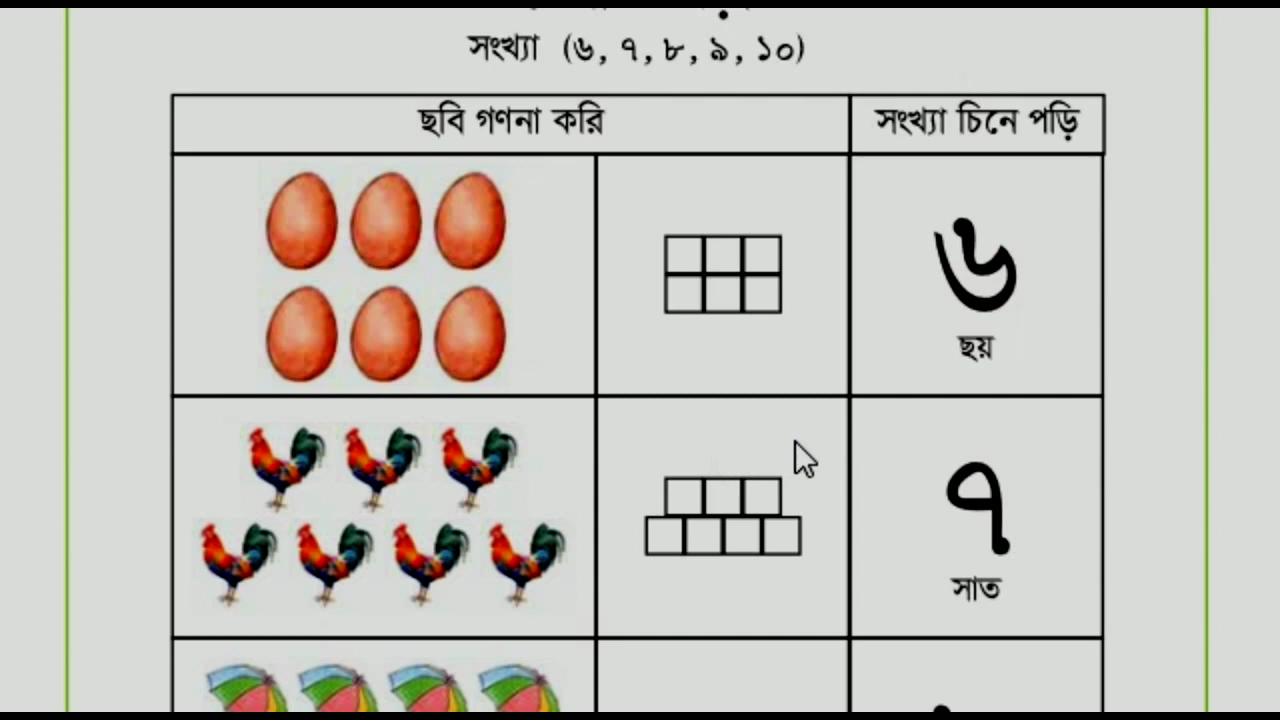 সংখ্যা (৬, ৭, ৮, ৯, ১০)
ছবি গণনা করি
সংখ্যা চিনে পড়ি
৬
ছয়
৭
সাত